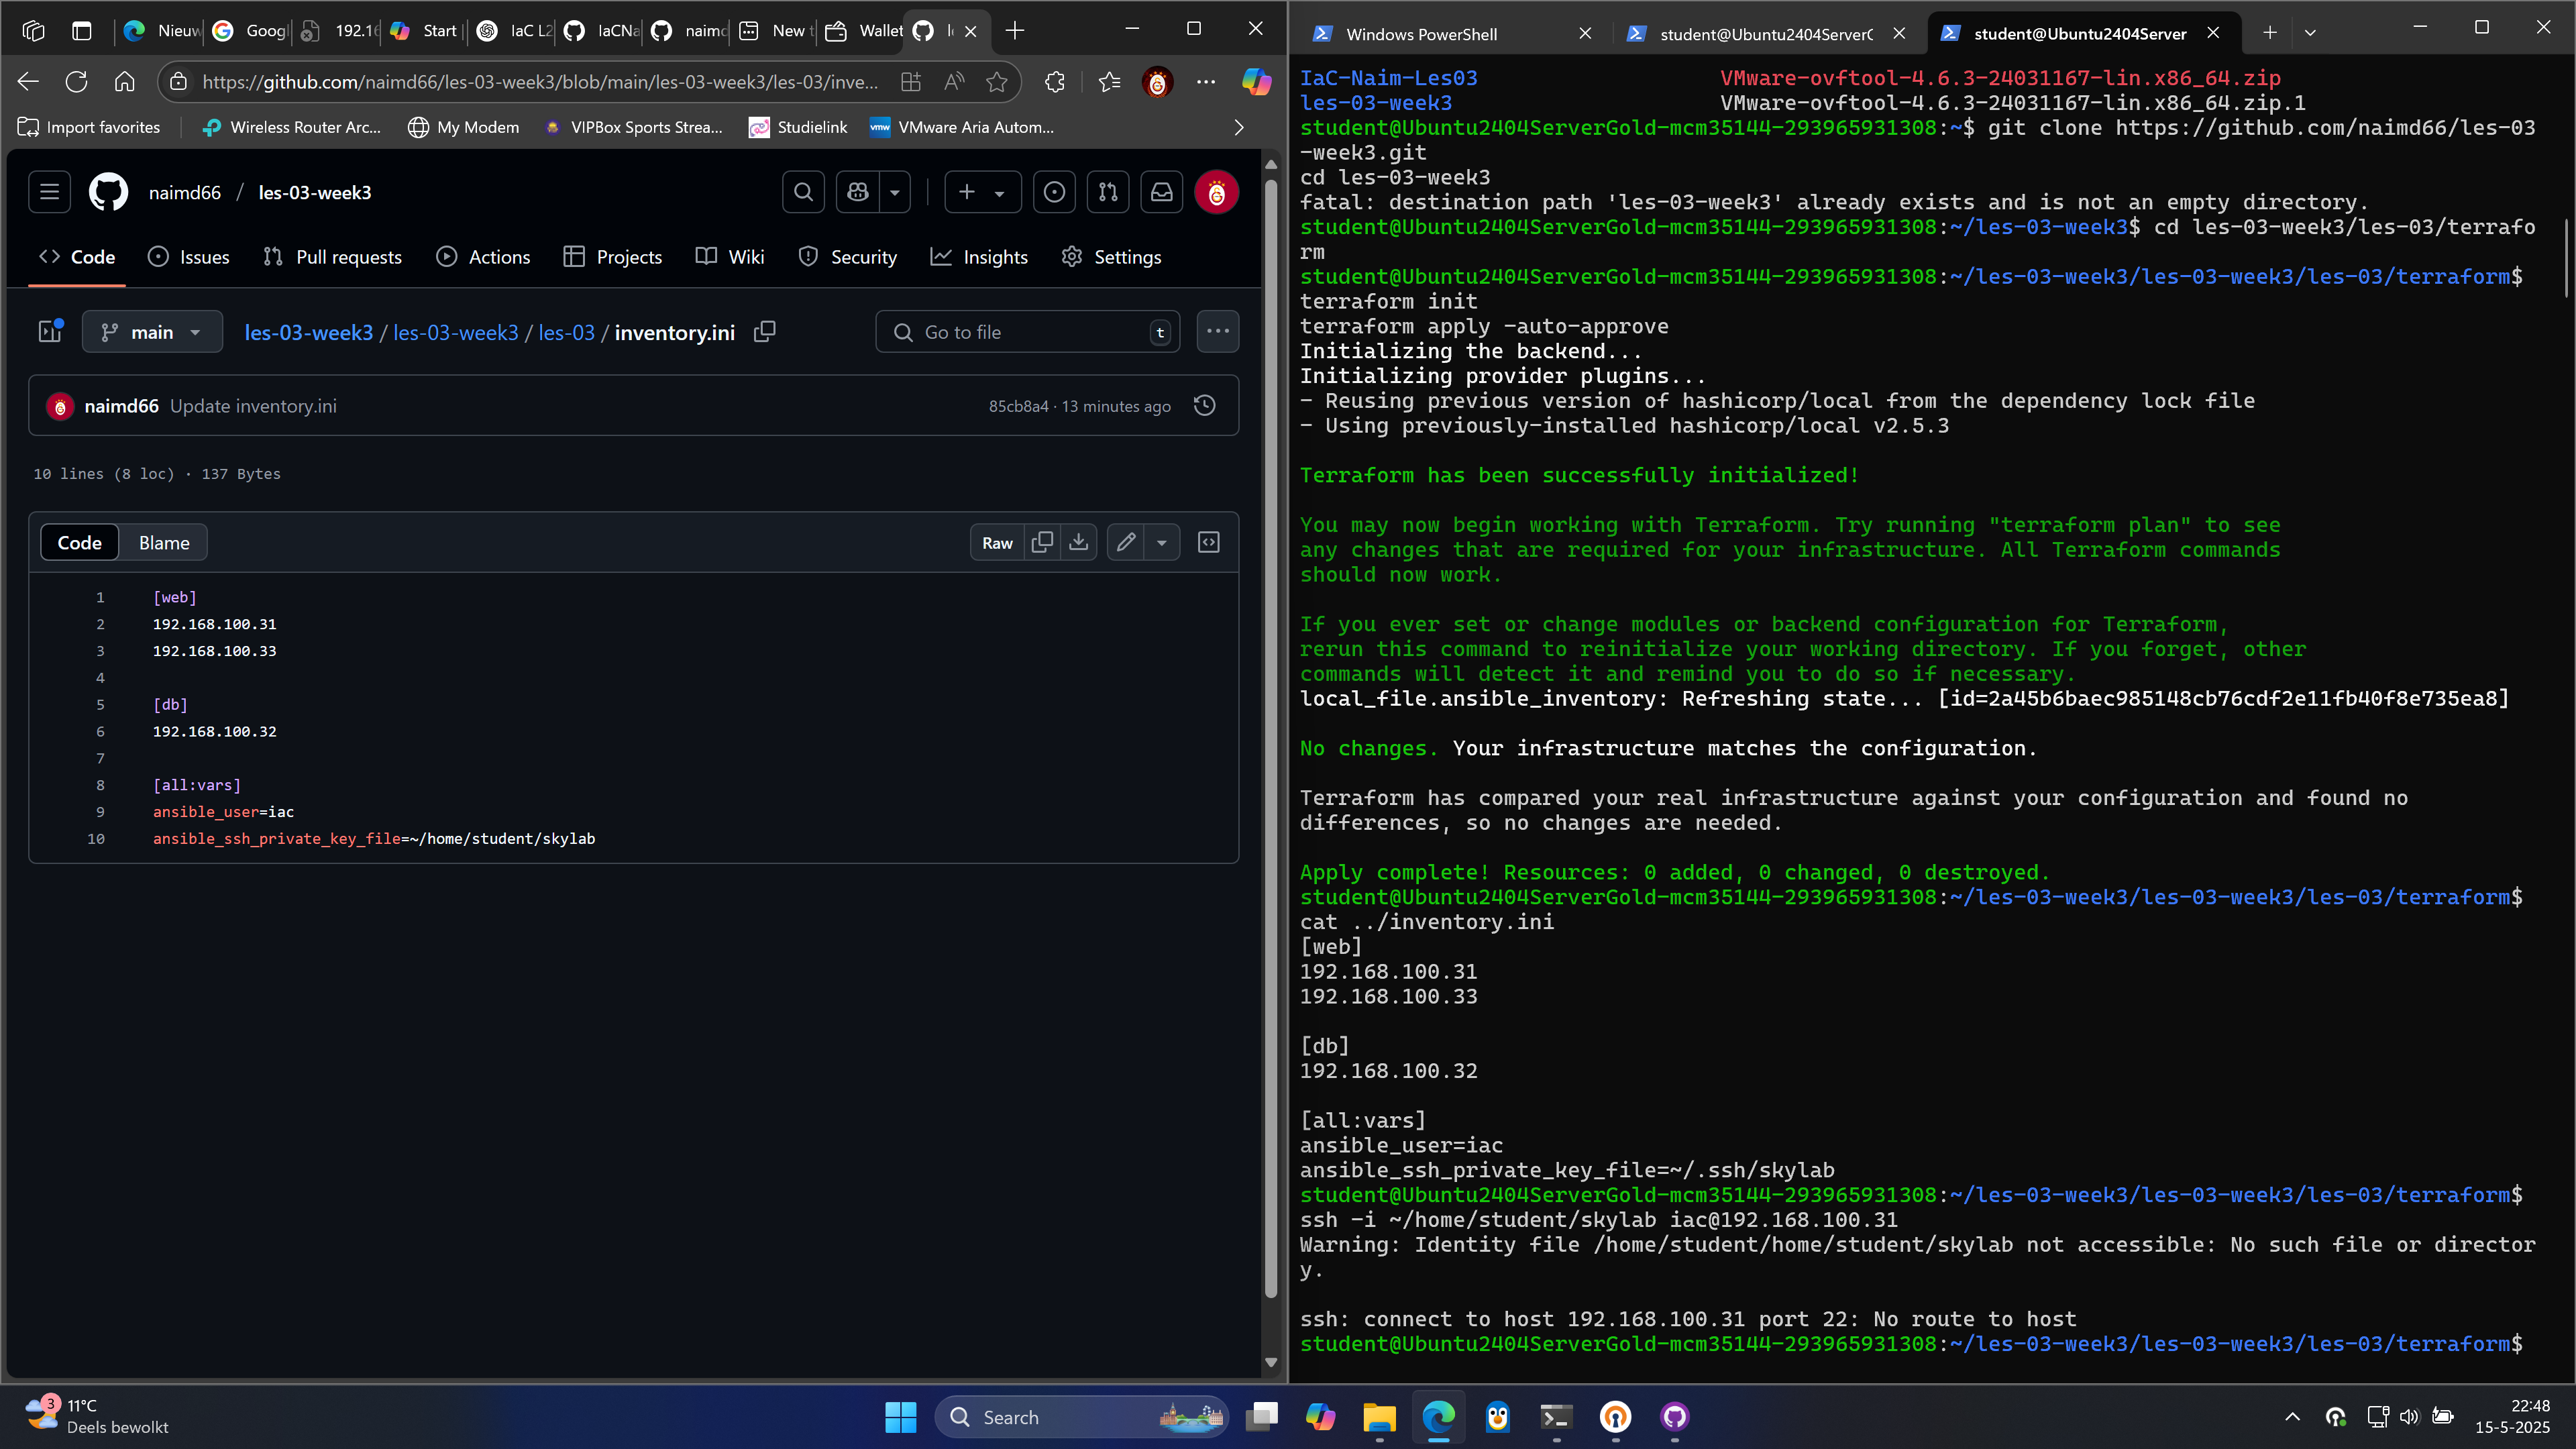 Nieuw
Googl
192.16
Start
IaC L2
IaCNa
naimd
New t
Wallet
https://github.com/naimd66/les-03-week3/blob/main/les-03-week3/les-03/inve...
Import favorites
Wireless Router Arc...
My Modem
VIPBox Sports Strea...
Studielink
VMware Aria Autom...
naimd66 / les-03-week3
Code
Issues
Pull requests
Actions
Projects
Wiki
Security
Insights
Settings
main
les-03-week3 / les-03-week3 / les-03 / inventory.ini
Go to file
t
naimd66 Update inventory.ini
85cb8a4 · 13 minutes ago
10 lines (8 loc) · 137 Bytes
Code
Blame
Raw
1 [web]
2 192.168.100.31
3 192.168.100.33
4
5 [db]
6 192.168.100.32
7
8 [all:vars]
9 ansible_user=iac
10 ansible_ssh_private_key_file=~/home/student/skylab
Windows PowerShell
student@Ubuntu2404ServerG
student@Ubuntu2404Server
IaC-Naim-Les03 VMware-ovftool-4.6.3-24031167-lin.x86_64.zip
les-03-week3 VMware-ovftool-4.6.3-24031167-lin.x86_64.zip.1
student@Ubuntu2404ServerGold-mcm35144-293965931308:~$ git clone https://github.com/naimd66/les-03
-week3.git
cd les-03-week3
fatal: destination path 'les-03-week3' already exists and is not an empty directory.
student@Ubuntu2404ServerGold-mcm35144-293965931308:~/les-03-week3$ cd les-03-week3/les-03/terrafo
rm
student@Ubuntu2404ServerGold-mcm35144-293965931308:~/les-03-week3/les-03-week3/les-03/terraform$
terraform init
terraform apply -auto-approve
Initializing the backend...
Initializing provider plugins...
- Reusing previous version of hashicorp/local from the dependency lock file
- Using previously-installed hashicorp/local v2.5.3
Terraform has been successfully initialized!
You may now begin working with Terraform. Try running "terraform plan" to see
any changes that are required for your infrastructure. All Terraform commands
should now work.
If you ever set or change modules or backend configuration for Terraform,
rerun this command to reinitialize your working directory. If you forget, other
commands will detect it and remind you to do so if necessary.
local_file.ansible_inventory: Refreshing state... [id=2a45b6baec985148cb76cdf2e11fb40f8e735ea8]
No changes. Your infrastructure matches the configuration.
Terraform has compared your real infrastructure against your configuration and found no
differences, so no changes are needed.
Apply complete! Resources: 0 added, 0 changed, 0 destroyed.
student@Ubuntu2404ServerGold-mcm35144-293965931308:~/les-03-week3/les-03-week3/les-03/terraform$
cat ../inventory.ini
[web]
192.168.100.31
192.168.100.33
[db]
192.168.100.32
[all:vars]
ansible_user=iac
ansible_ssh_private_key_file=~/.ssh/skylab
student@Ubuntu2404ServerGold-mcm35144-293965931308:~/les-03-week3/les-03-week3/les-03/terraform$
ssh -i ~/home/student/skylab iac@192.168.100.31
Warning: Identity file /home/student/home/student/skylab not accessible: No such file or director
y.
ssh: connect to host 192.168.100.31 port 22: No route to host
student@Ubuntu2404ServerGold-mcm35144-293965931308:~/les-03-week3/les-03-week3/les-03/terraform$
3
11°C
Deels bewolkt
Search
22:48
15-5-2025